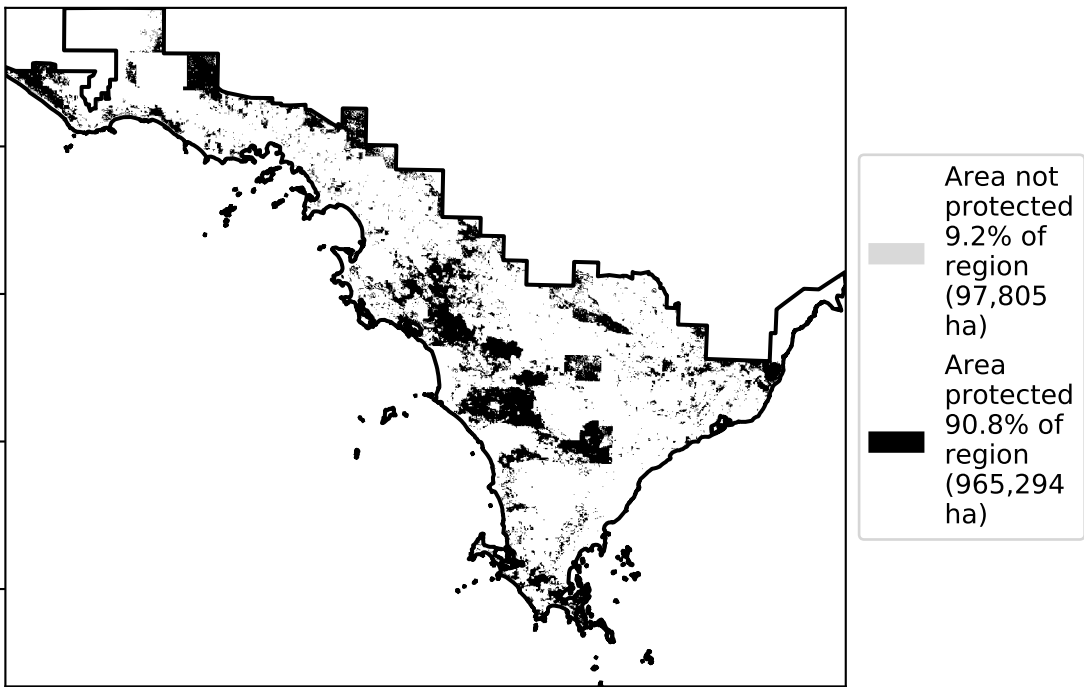 Area not
protected
9.2% of
region
(97,805
ha)
Area
protected
90.8% of
region
(965,294
ha)